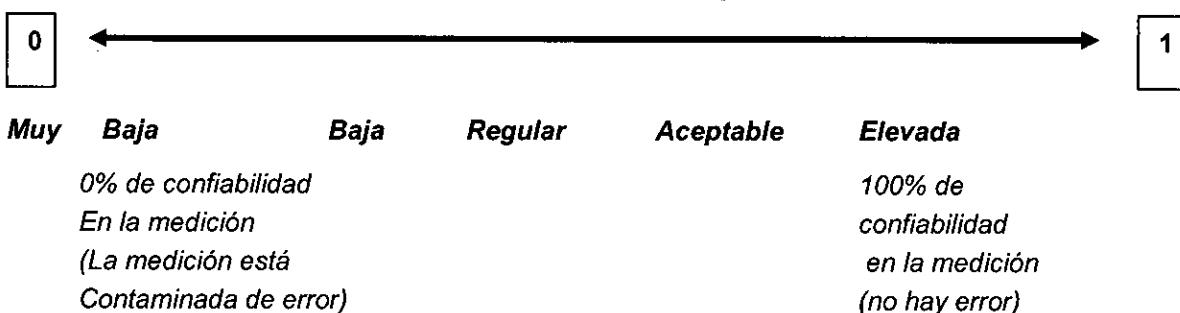 0 1
Muy Baja Baja Regular Aceptable Elevada
0% de confiabilidad 100% de
En la medición confiabilidad
(La medición está en la medición
Contaminada de error) (no hay error)